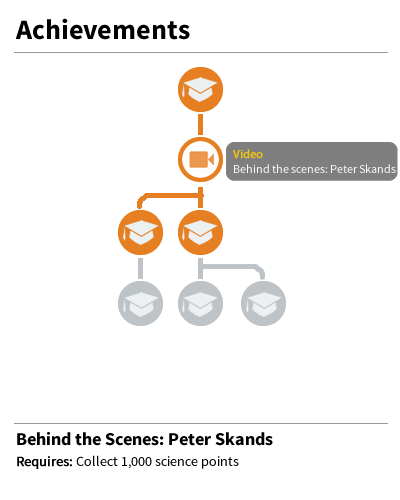 Achievements
Video
Behind the scenes: Peter Skands
Behind the Scenes: Peter Skands
Requires: Collect 1,000 science points